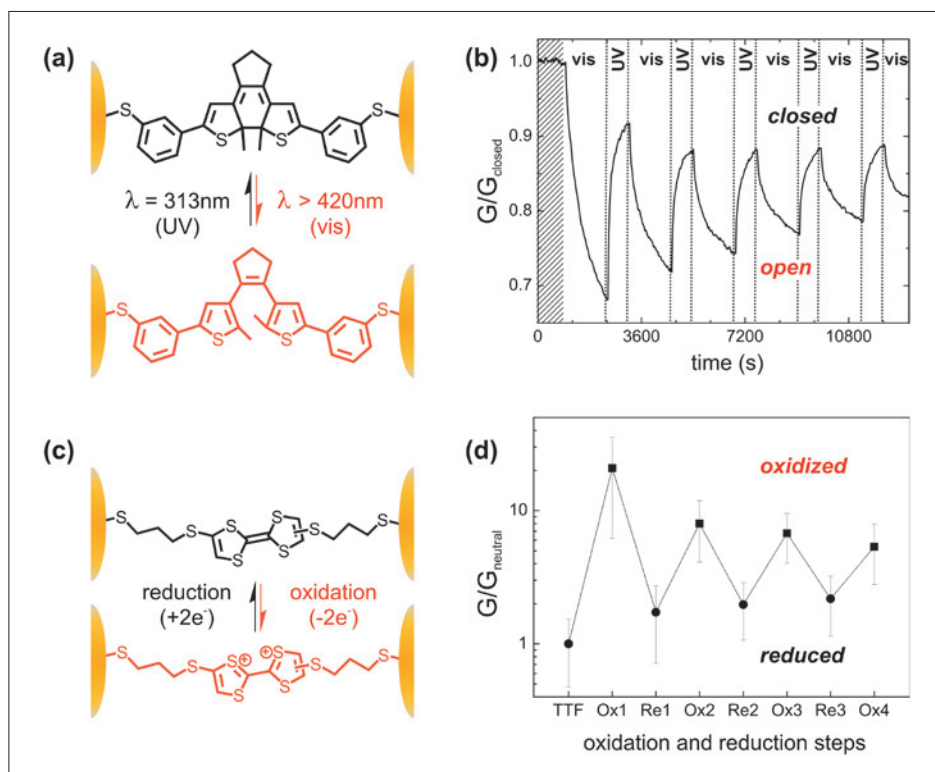 (a)
S
S
S
S
λ = 313nm
(UV)
λ > 420nm
(vis)
S
S
S
S
(b)
vis UV vis UV vis UV vis UV vis UV vis
closed
open
G/G_closed
1.0
0.9
0.8
0.7
0 3600 7200 10800
time (s)
(c)
S
S
S
S
S
S
S
S
reduction
(+2e⁻)
oxidation
(-2e⁻)
S
S
S⊕
⊕S
S
S
S
S
(d)
oxidized
reduced
G/G_neutral
10
1
TTF Ox1 Re1 Ox2 Re2 Ox3 Re3 Ox4
oxidation and reduction steps